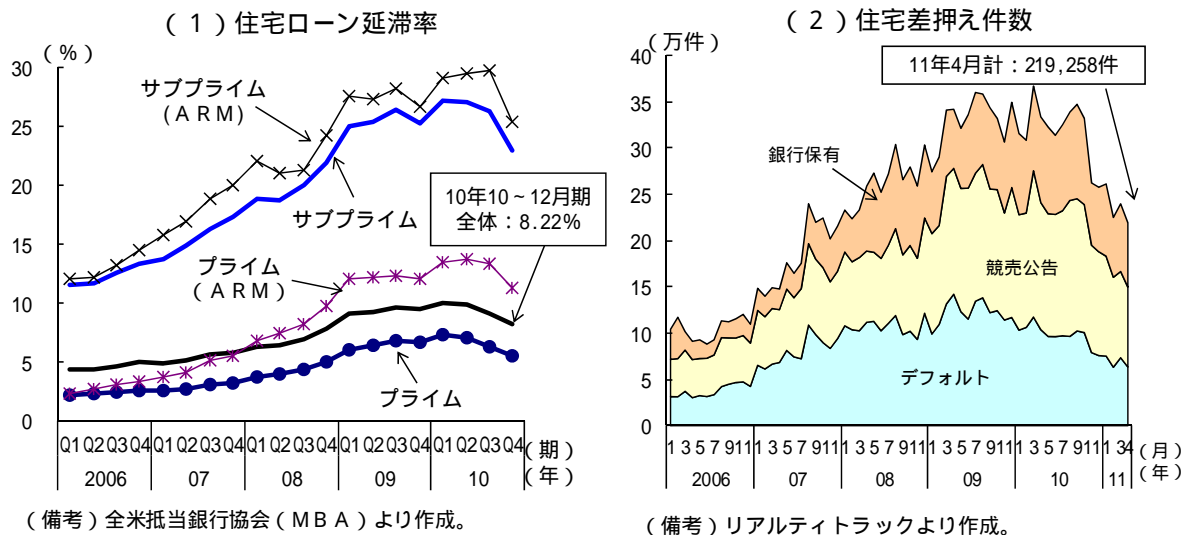 (1)住宅ローン延滞率
(%)
30
25
20
15
10
5
0
サブプライム
(ARM)
サブプライム
10年10~12月期
全体:8.22%
プライム
(ARM)
プライム
Q1 Q2 Q3 Q4 Q1 Q2 Q3 Q4 Q1 Q2 Q3 Q4 Q1 Q2 Q3 Q4 Q1 Q2 Q3 Q4 (期)
2006 07 08 09 10 (年)
(備考)全米抵当銀行協会(MBA)より作成。
(2)住宅差押え件数
(万件)
40
35
30
25
20
15
10
5
0
11年4月計:219,258件
銀行保有
競売公告
デフォルト
1 3 5 7 9 11 1 3 5 7 9 11 1 3 5 7 9 11 1 3 5 7 9 11 1 3 5 7 9 11 1 3 4 (月)
2006 07 08 09 10 11 (年)
(備考)リアルティトラックより作成。